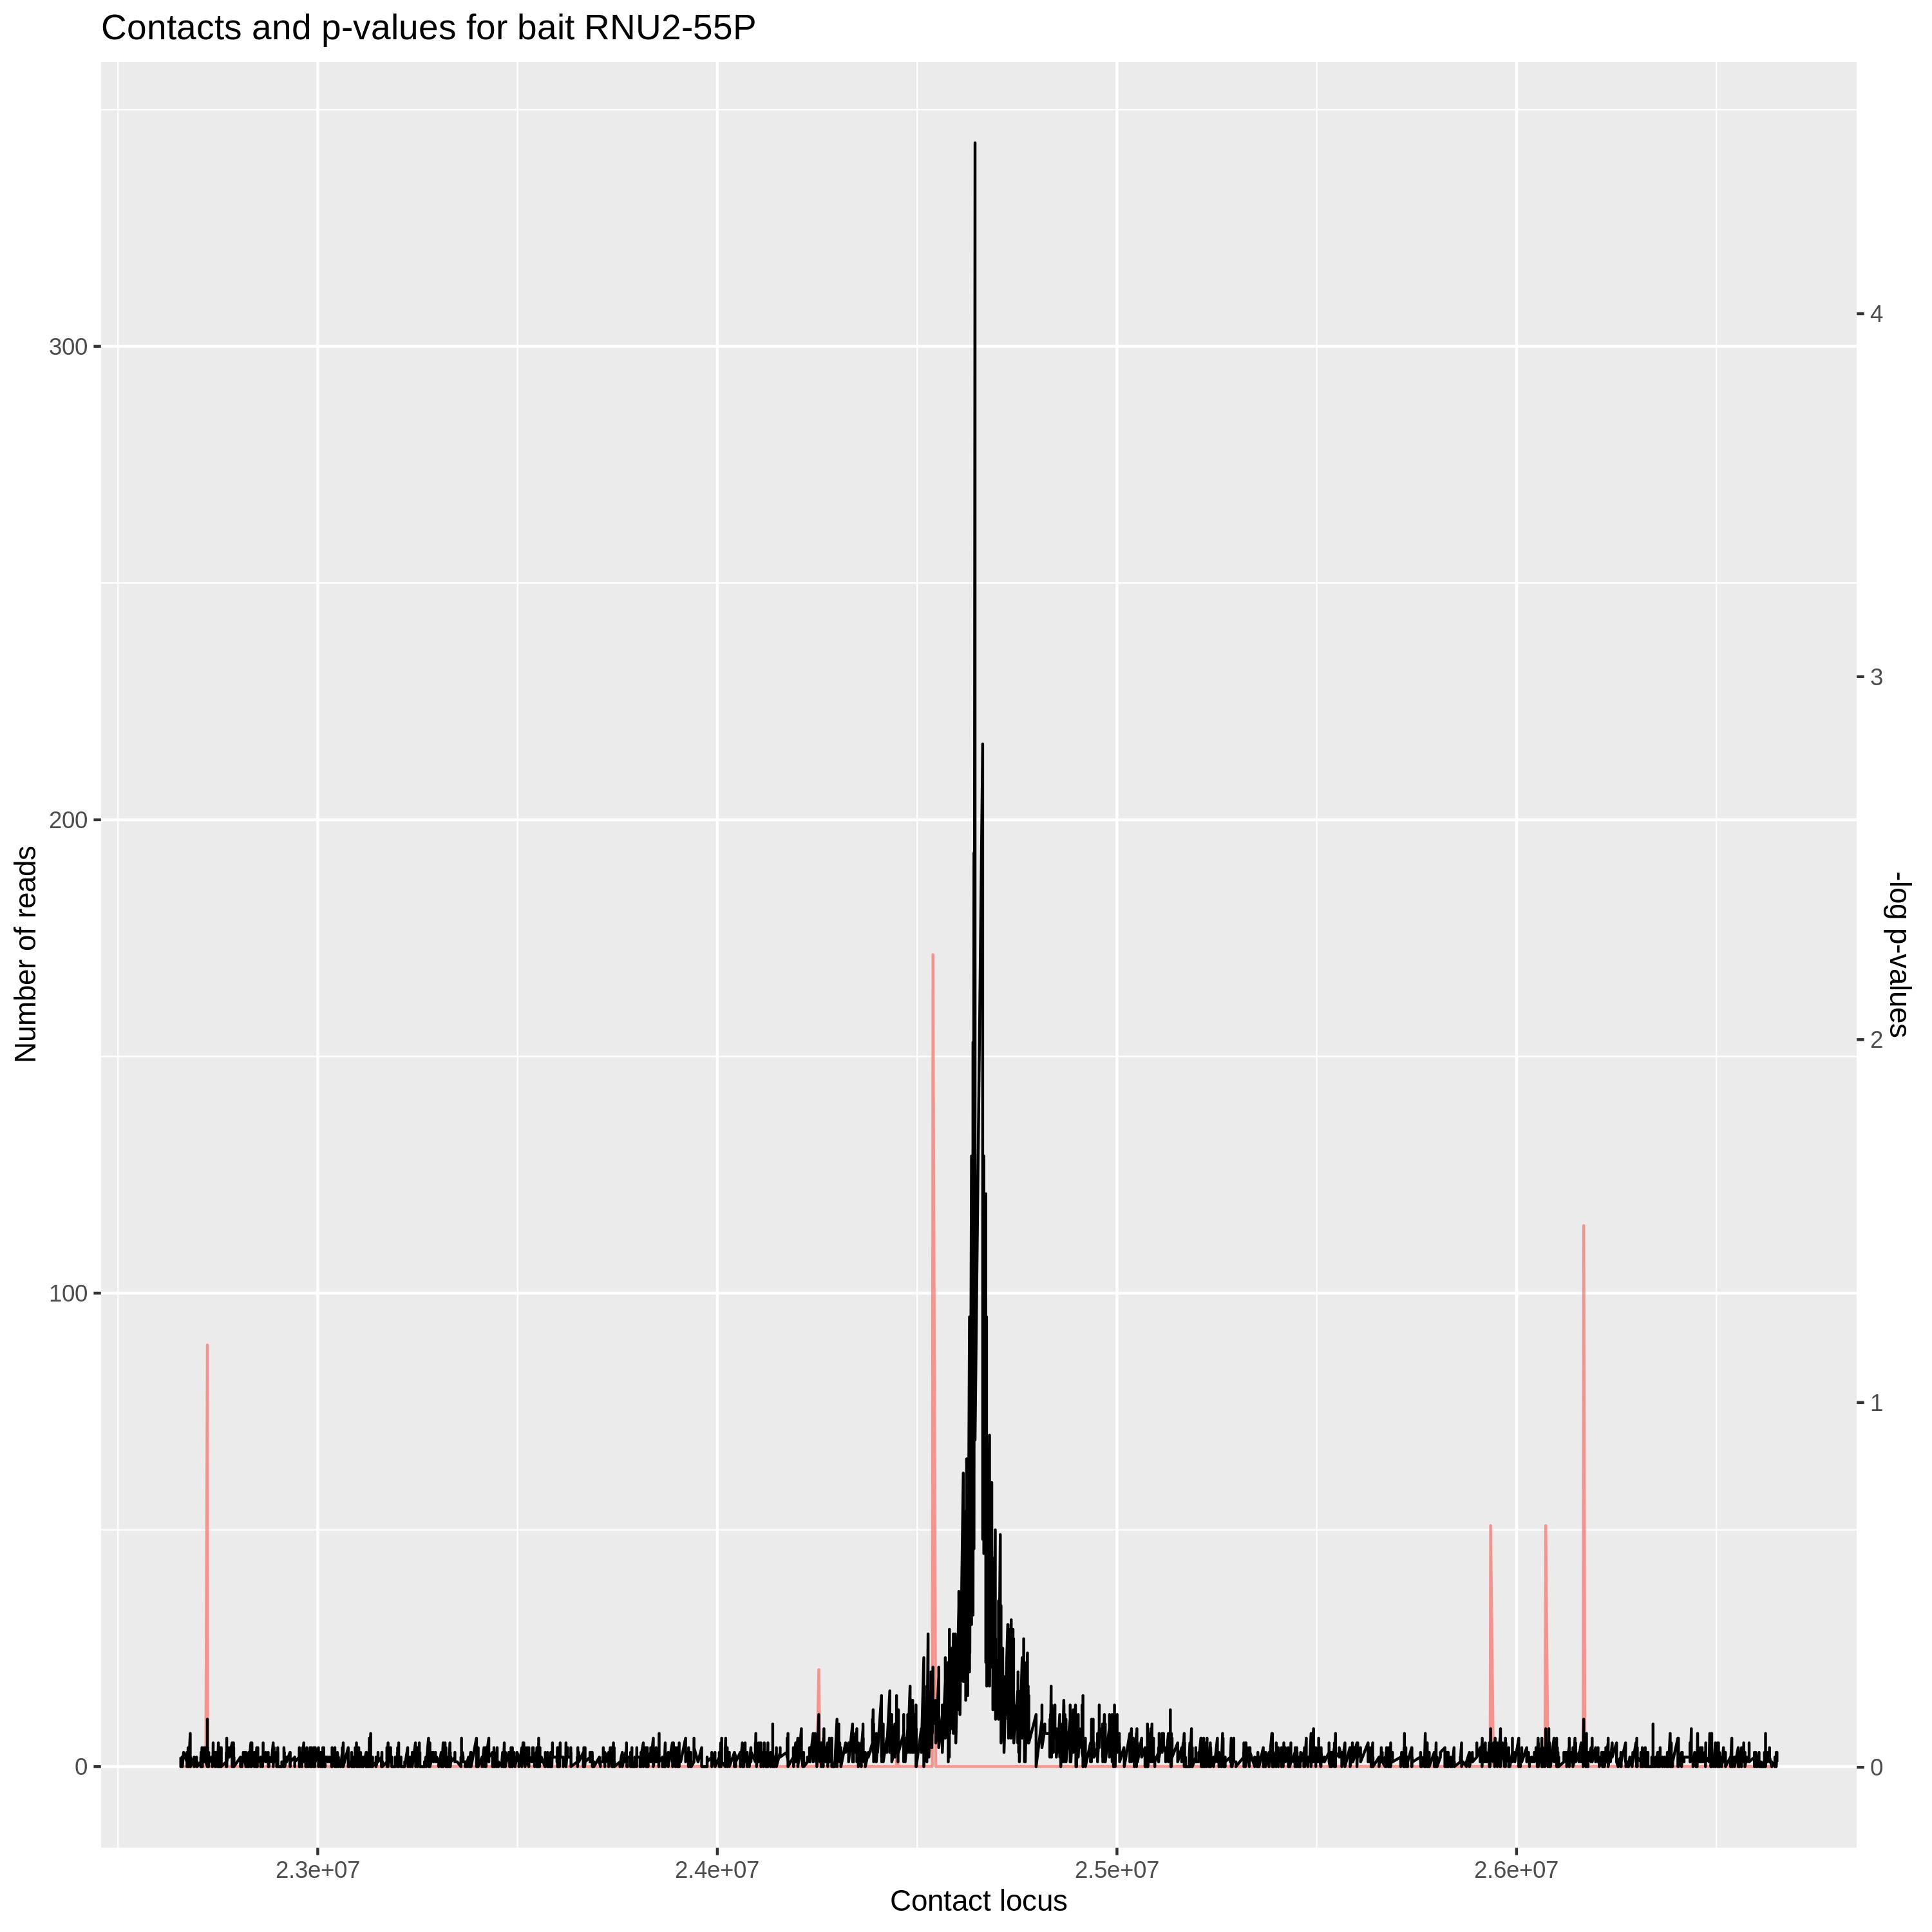 Contacts and p-values for bait RNU2-55P
300
200
100
0
Number of reads
4
3
2
1
0
-log p-values
2.3e+07
2.4e+07
2.5e+07
2.6e+07
Contact locus